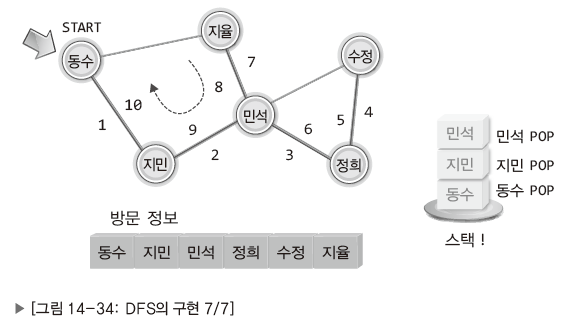 START
동수
지율
수정
7
8
10
민석
1
9
5
4
6
2
3
지민
정희
민석
민석 POP
지민
지민 POP
동수
동수 POP
스택 !
방문 정보
동수 지민 민석 정희 수정 지율
▶ [그림 14-34: DFS의 구현 7/7]